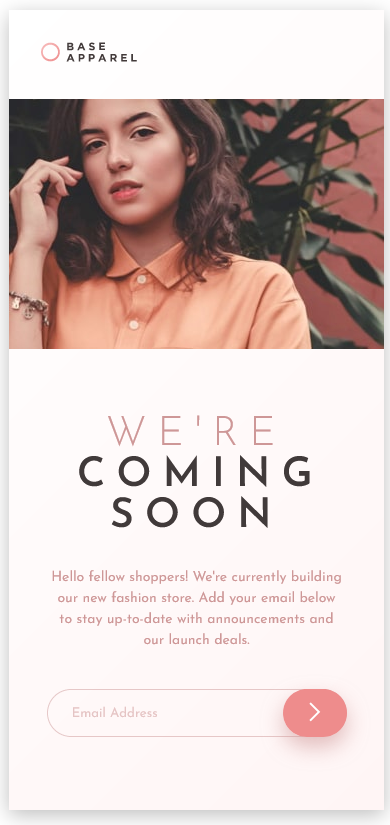 BASE
APPAREL
WE'RE
COMING
SOON
Hello fellow shoppers! We're currently building
our new fashion store. Add your email below
to stay up-to-date with announcements and
our launch deals.
Email Address